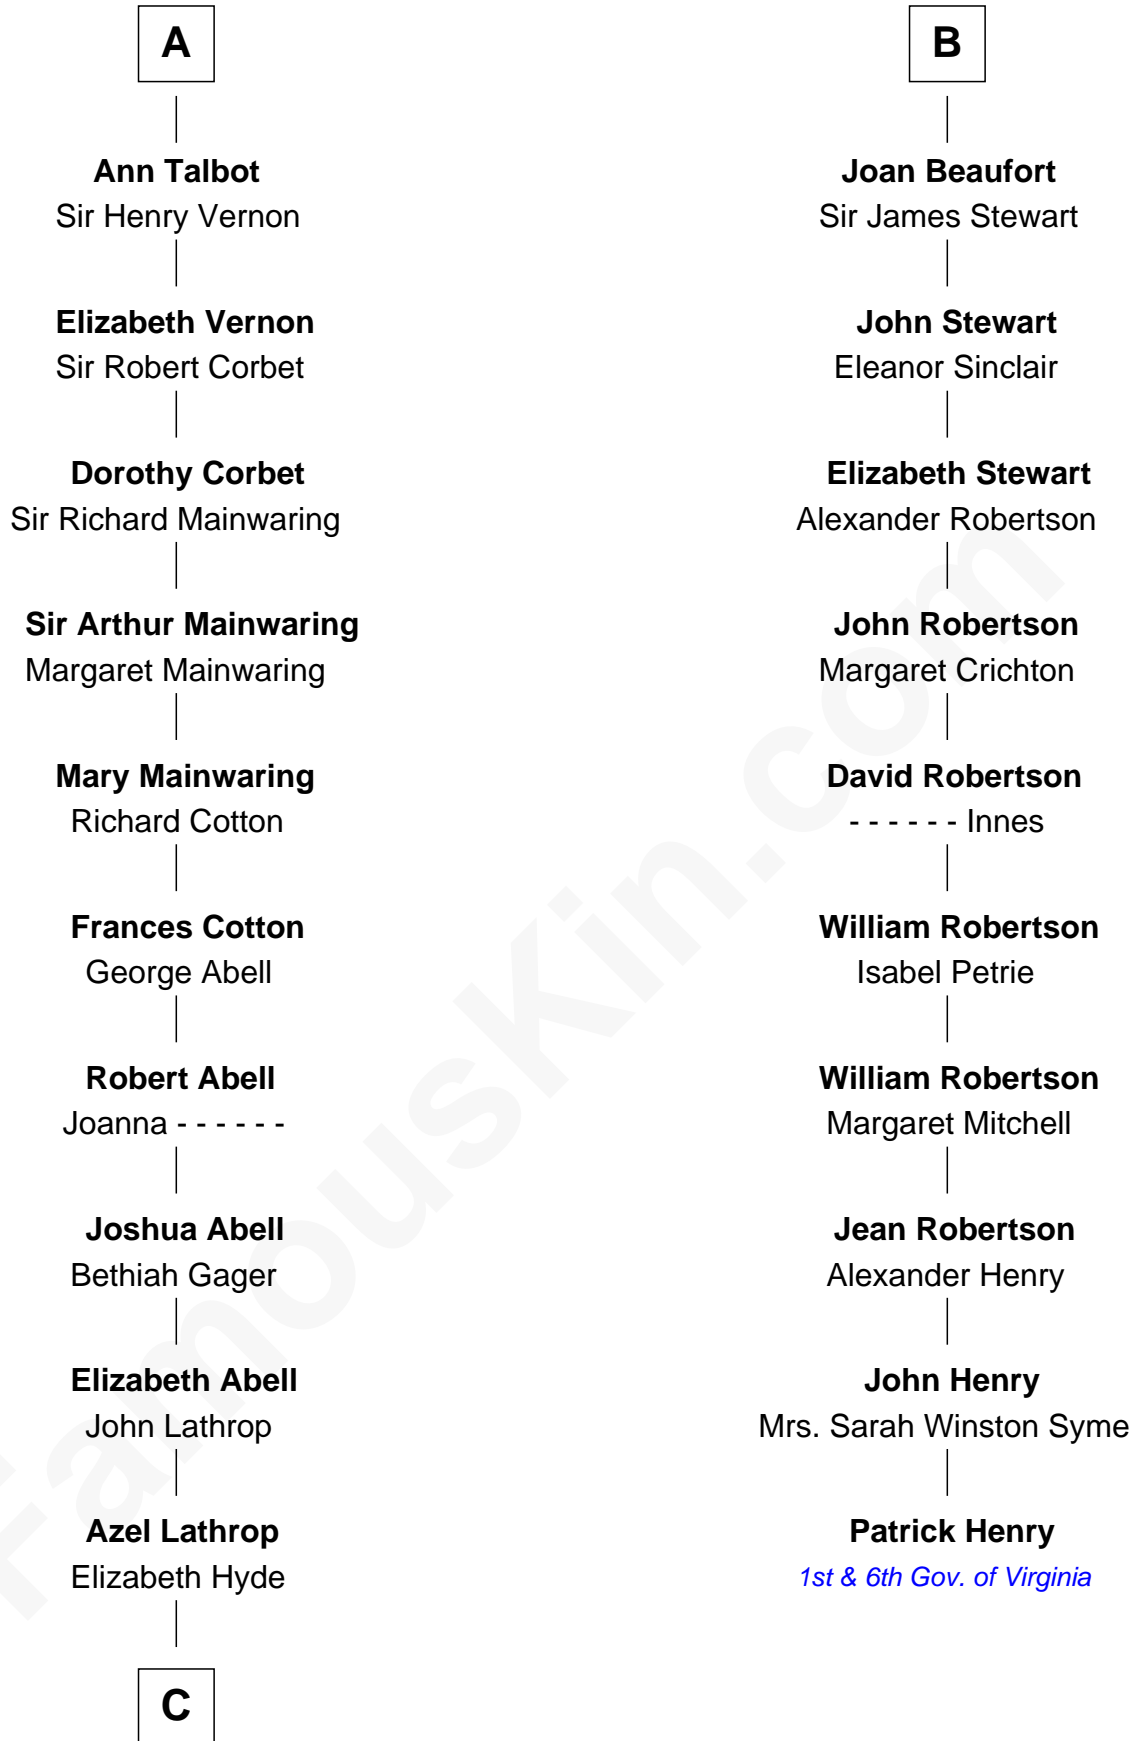 A
Ann Talbot
Sir Henry Vernon
Elizabeth Vernon
Sir Robert Corbet
Dorothy Corbet
Sir Richard Mainwaring
Sir Arthur Mainwaring
Margaret Mainwaring
Mary Mainwaring
Richard Cotton
Frances Cotton
George Abell
Robert Abell
Joanna - - - - - -
Joshua Abell
Bethiah Gager
Elizabeth Abell
John Lathrop
Azel Lathrop
Elizabeth Hyde
C
B
Joan Beaufort
Sir James Stewart
John Stewart
Eleanor Sinclair
Elizabeth Stewart
Alexander Robertson
John Robertson
Margaret Crichton
David Robertson
- - - - - - Innes
William Robertson
Isabel Petrie
William Robertson
Margaret Mitchell
Jean Robertson
Alexander Henry
John Henry
Mrs. Sarah Winston Syme
Patrick Henry
1st & 6th Gov. of Virginia
FamousKin.com